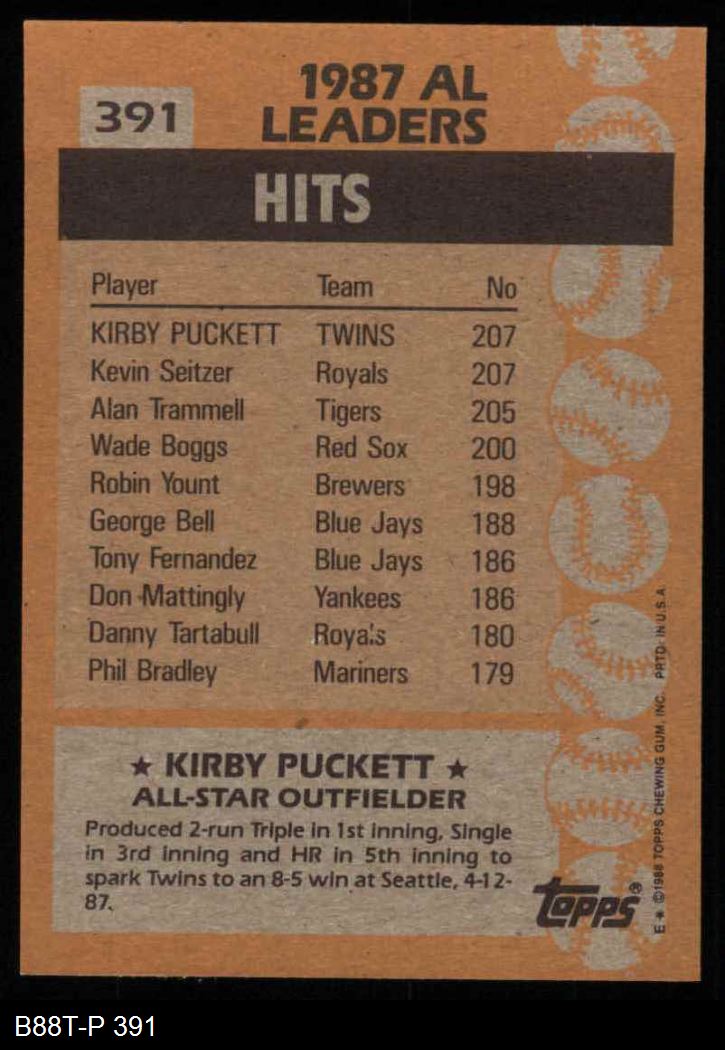 391
1987 AL
LEADERS
HITS
Player Team No
KIRBY PUCKETT TWINS 207
Kevin Seitzer Royals 207
Alan Trammell Tigers 205
Wade Boggs Red Sox 200
Robin Yount Brewers 198
George Bell Blue Jays 188
Tony Fernandez Blue Jays 186
Don Mattingly Yankees 186
Danny Tartabull Royals 180
Phil Bradley Mariners 179
★ KIRBY PUCKETT ★
ALL-STAR OUTFIELDER
Produced 2-run Triple in 1st inning, Single
in 3rd inning and HR in 5th inning to
spark Twins to an 8-5 win at Seattle, 4-12-
87.
topps®
E * ©1988 TOPPS CHEWING GUM, INC. PRTD. IN U.S.A
B88T-P 391